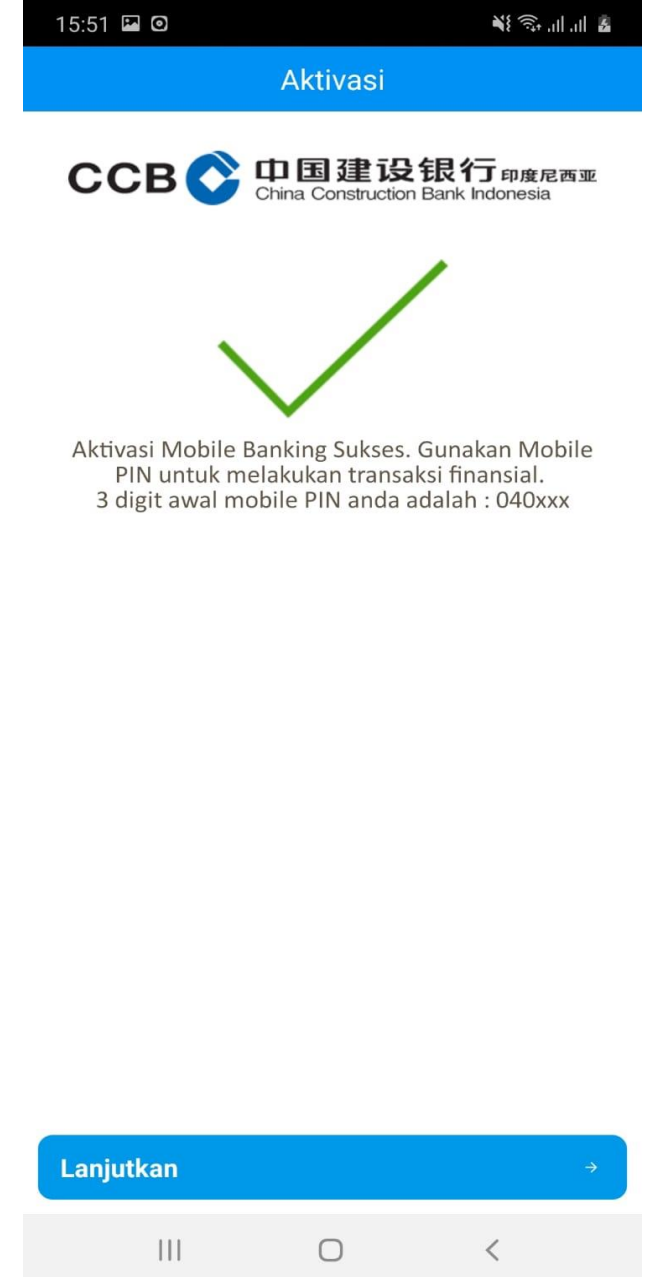 15:51
Aktivasi
CCB 中国建设银行 印度尼西亚
China Construction Bank Indonesia
Aktivasi Mobile Banking Sukses. Gunakan Mobile
PIN untuk melakukan transaksi finansial.
3 digit awal mobile PIN anda adalah : 040xxx
Lanjutkan